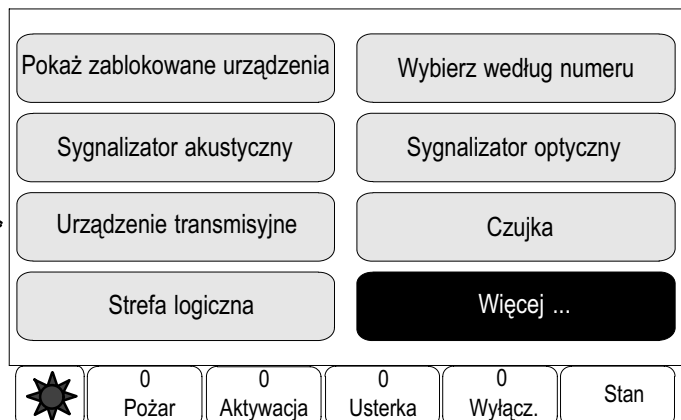 Pokaż zablokowane urządzenia
Wybierz według numeru
Sygnalizator akustyczny
Sygnalizator optyczny
Urządzenie transmisyjne
Czujka
Strefa logiczna
Więcej ...
0
Pożar
0
Aktywacja
0
Usterka
0
Wyłącz.
Stan